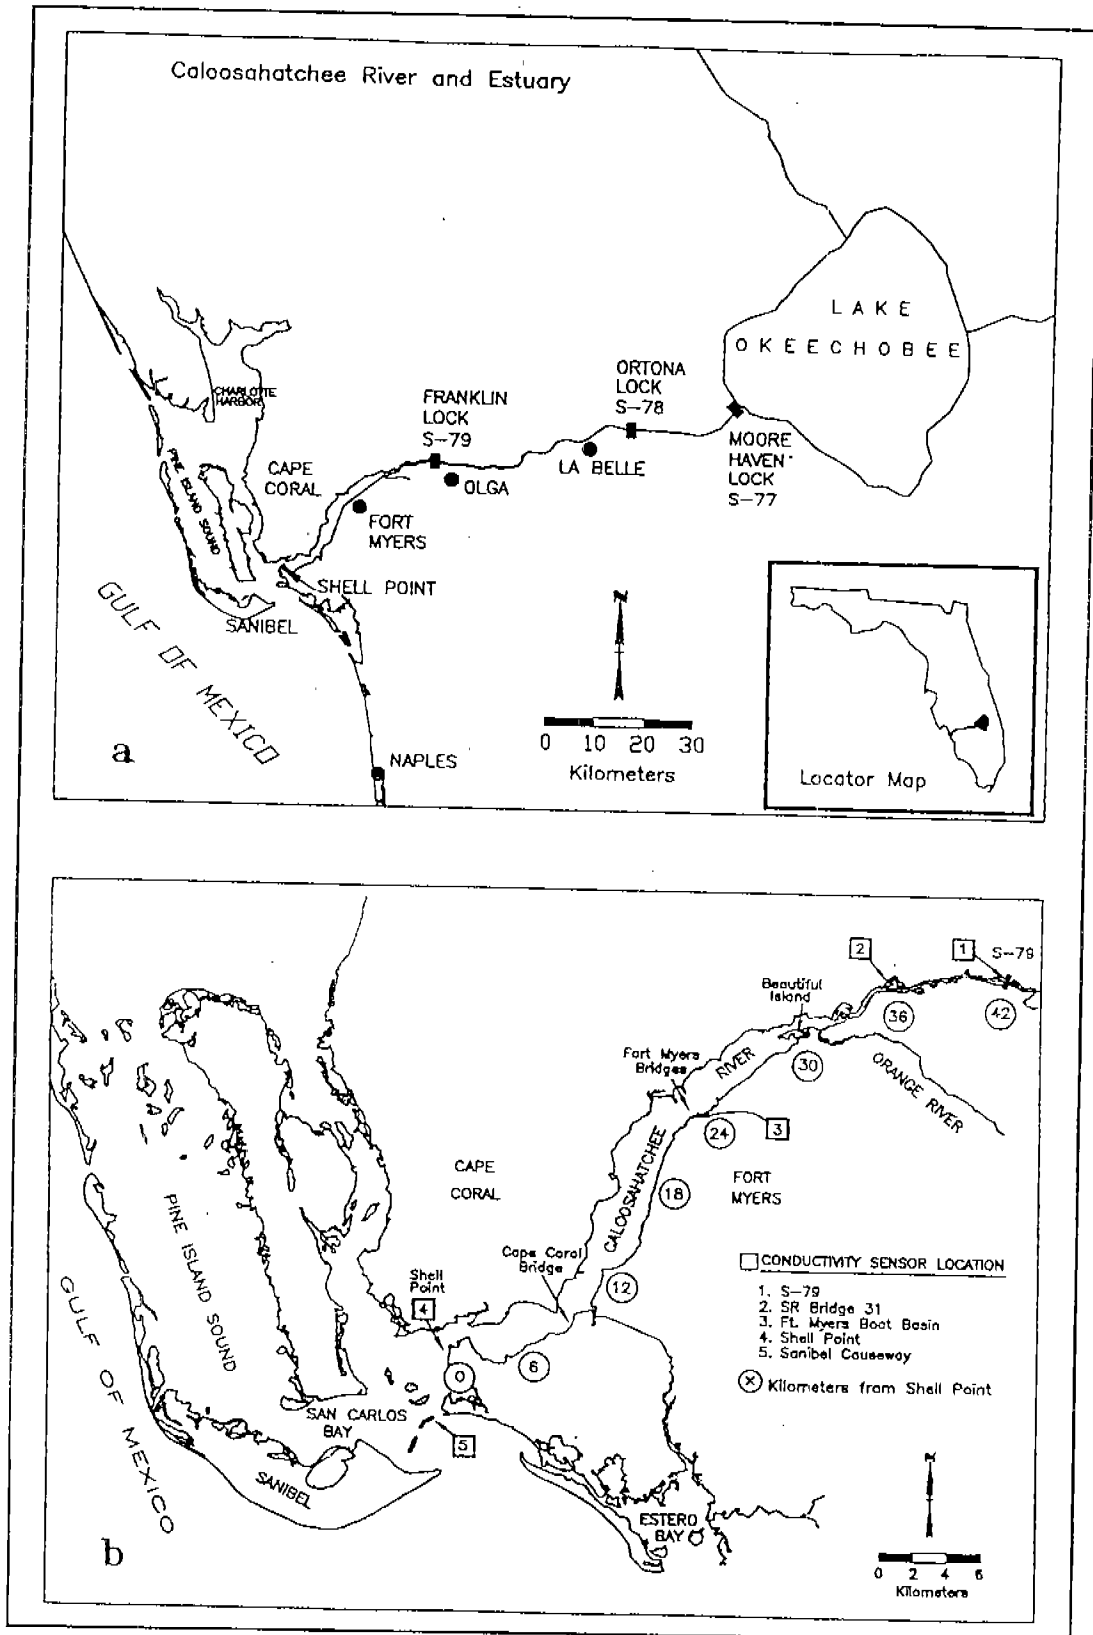 Caloosahatchee River and Estuary
LAKE
OKEECHOBEE
ORTONA
LOCK
S-78
FRANKLIN
LOCK
S-79
CHARLOTTE
HARBOR
MOORE
HAVEN
LOCK
S-77
LA BELLE
CAPE
CORAL
OLGA
PINE ISLAND SOUND
FORT
MYERS
SHELL POINT
SANIBEL
GULF OF MEXICO
N
0 10 20 30
Kilometers
NAPLES
Locator Map
a
2
1
S-79
Beautiful
Island
36
42
Fort Myers
Bridges
RIVER
30
ORANGE RIVER
24
3
CALOOSAHATCHEE
CAPE
CORAL
18
FORT
MYERS
PINE ISLAND SOUND
Cape Coral
Bridge
12
Shell
Point
4
6
0
CONDUCTIVITY SENSOR LOCATION
1. S-79
2. SR Bridge 31
3. Ft. Myers Boat Basin
4. Shell Point
5. Sanibel Causeway
X Kilometers from Shell Point
GULF OF MEXICO
SAN CARLOS
BAY
5
SANIBEL
ESTERO
BAY
N
0 2 4 6
Kilometers
b